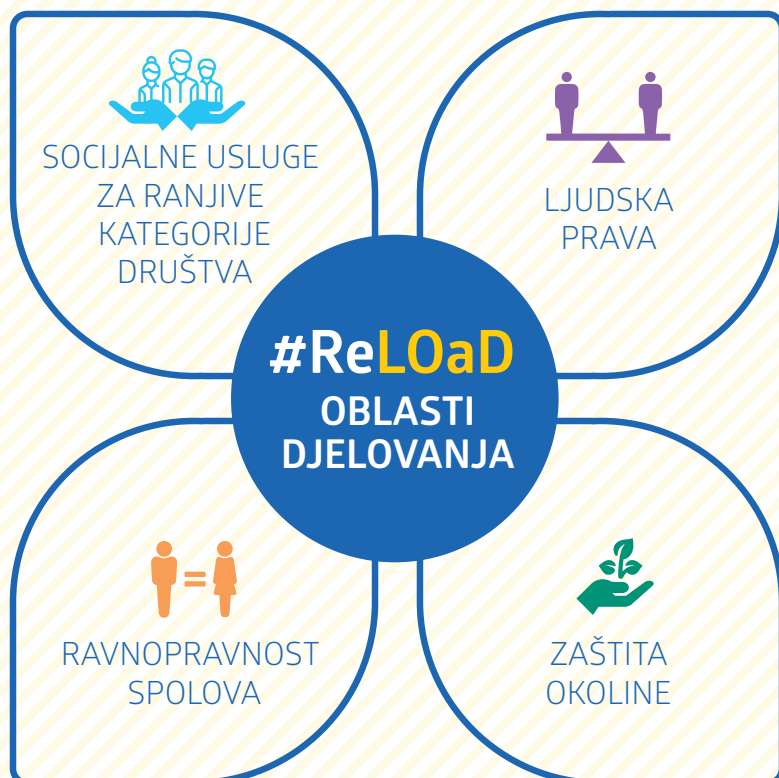 SOCIJALNE USLUGE
ZA RANJIVE
KATEGORIJE
DRUŠTVA
LJUDSKA
PRAVA
#ReLOaD
OBLASTI
DJELOVANJA
RAVNOPRAVNOST
SPOLOVA
ZAŠTITA
OKOLINE